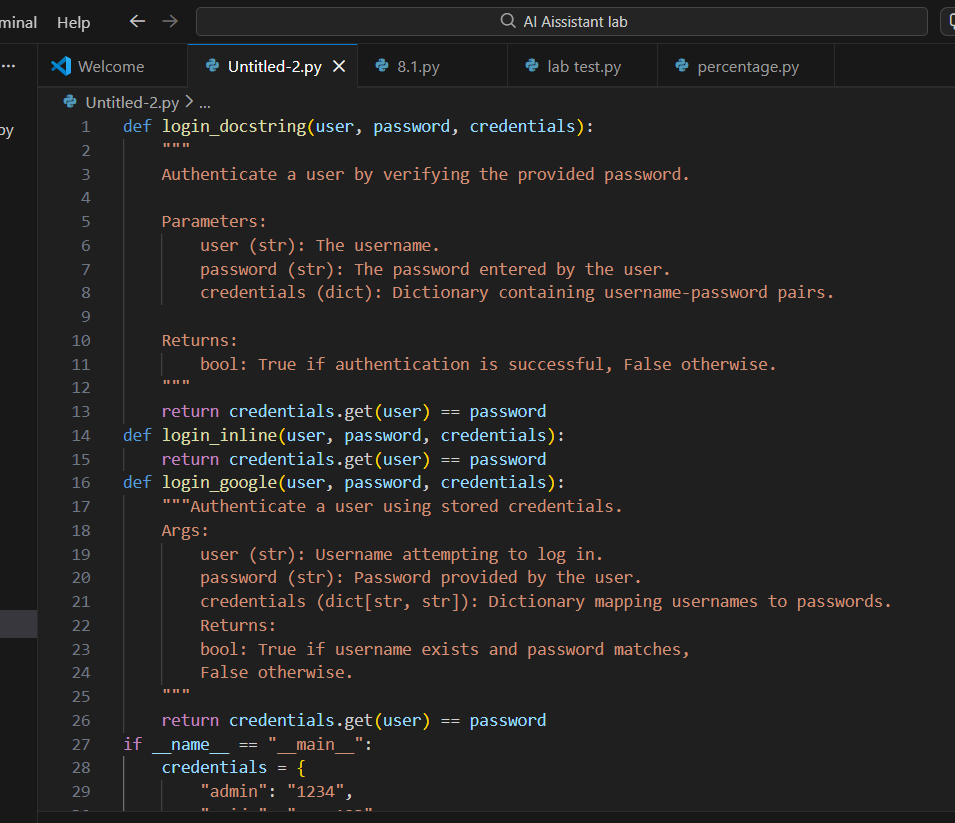 minal Help AI Aissistant lab
Welcome Untitled-2.py 8.1.py lab test.py percentage.py
Untitled-2.py > ...
py
1 def login_docstring(user, password, credentials):
2 """
3 Authenticate a user by verifying the provided password.
4
5 Parameters:
6 user (str): The username.
7 password (str): The password entered by the user.
8 credentials (dict): Dictionary containing username-password pairs.
9
10 Returns:
11 bool: True if authentication is successful, False otherwise.
12 """
13 return credentials.get(user) == password
14 def login_inline(user, password, credentials):
15 return credentials.get(user) == password
16 def login_google(user, password, credentials):
17 """Authenticate a user using stored credentials.
18 Args:
19 user (str): Username attempting to log in.
20 password (str): Password provided by the user.
21 credentials (dict[str, str]): Dictionary mapping usernames to passwords.
22 Returns:
23 bool: True if username exists and password matches,
24 False otherwise.
25 """
26 return credentials.get(user) == password
27 if __name__ == "__main__":
28 credentials = {
29 "admin": "1234",